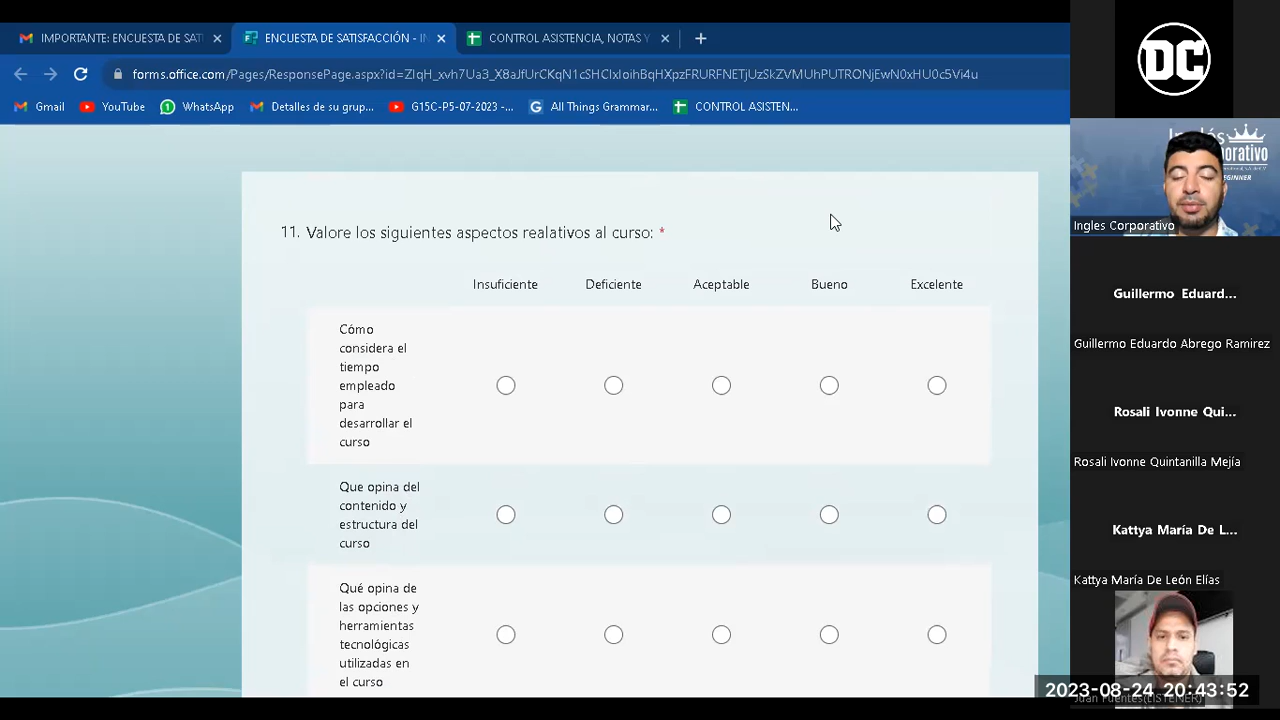 IMPORTANTE: ENCUESTA DE SAT
ENCUESTA DE SATISFACCIÓN - IN
CONTROL ASISTENCIA, NOTAS Y
forms.office.com/Pages/ResponsePage.aspx?id=ZIqH_xvh7Ua3_X8aJfUrCKqN1cSHCIxIoihBqHXpzFRURFNETjUzSkZVMUhPUTRONjEwN0xHU0c5Vi4u
Gmail
YouTube
WhatsApp
Detalles de su grup...
G15C-P5-07-2023 -...
All Things Grammar...
CONTROL ASISTEN...
11. Valore los siguientes aspectos realativos al curso: *
Insuficiente Deficiente Aceptable Bueno Excelente
Cómo
considera el
tiempo
empleado
para
desarrollar el
curso
Que opina del
contenido y
estructura del
curso
Qué opina de
las opciones y
herramientas
tecnológicas
utilizadas en
el curso
DC
BEGINNER
Ingles Corporativo
Guillermo Eduard...
Guillermo Eduardo Abrego Ramirez
Rosali Ivonne Qui...
Rosali Ivonne Quintanilla Mejía
Kattya María De L...
Kattya María De León Elías
2023-08-24 20:43:52
Juan Fuentes(LISTENER)